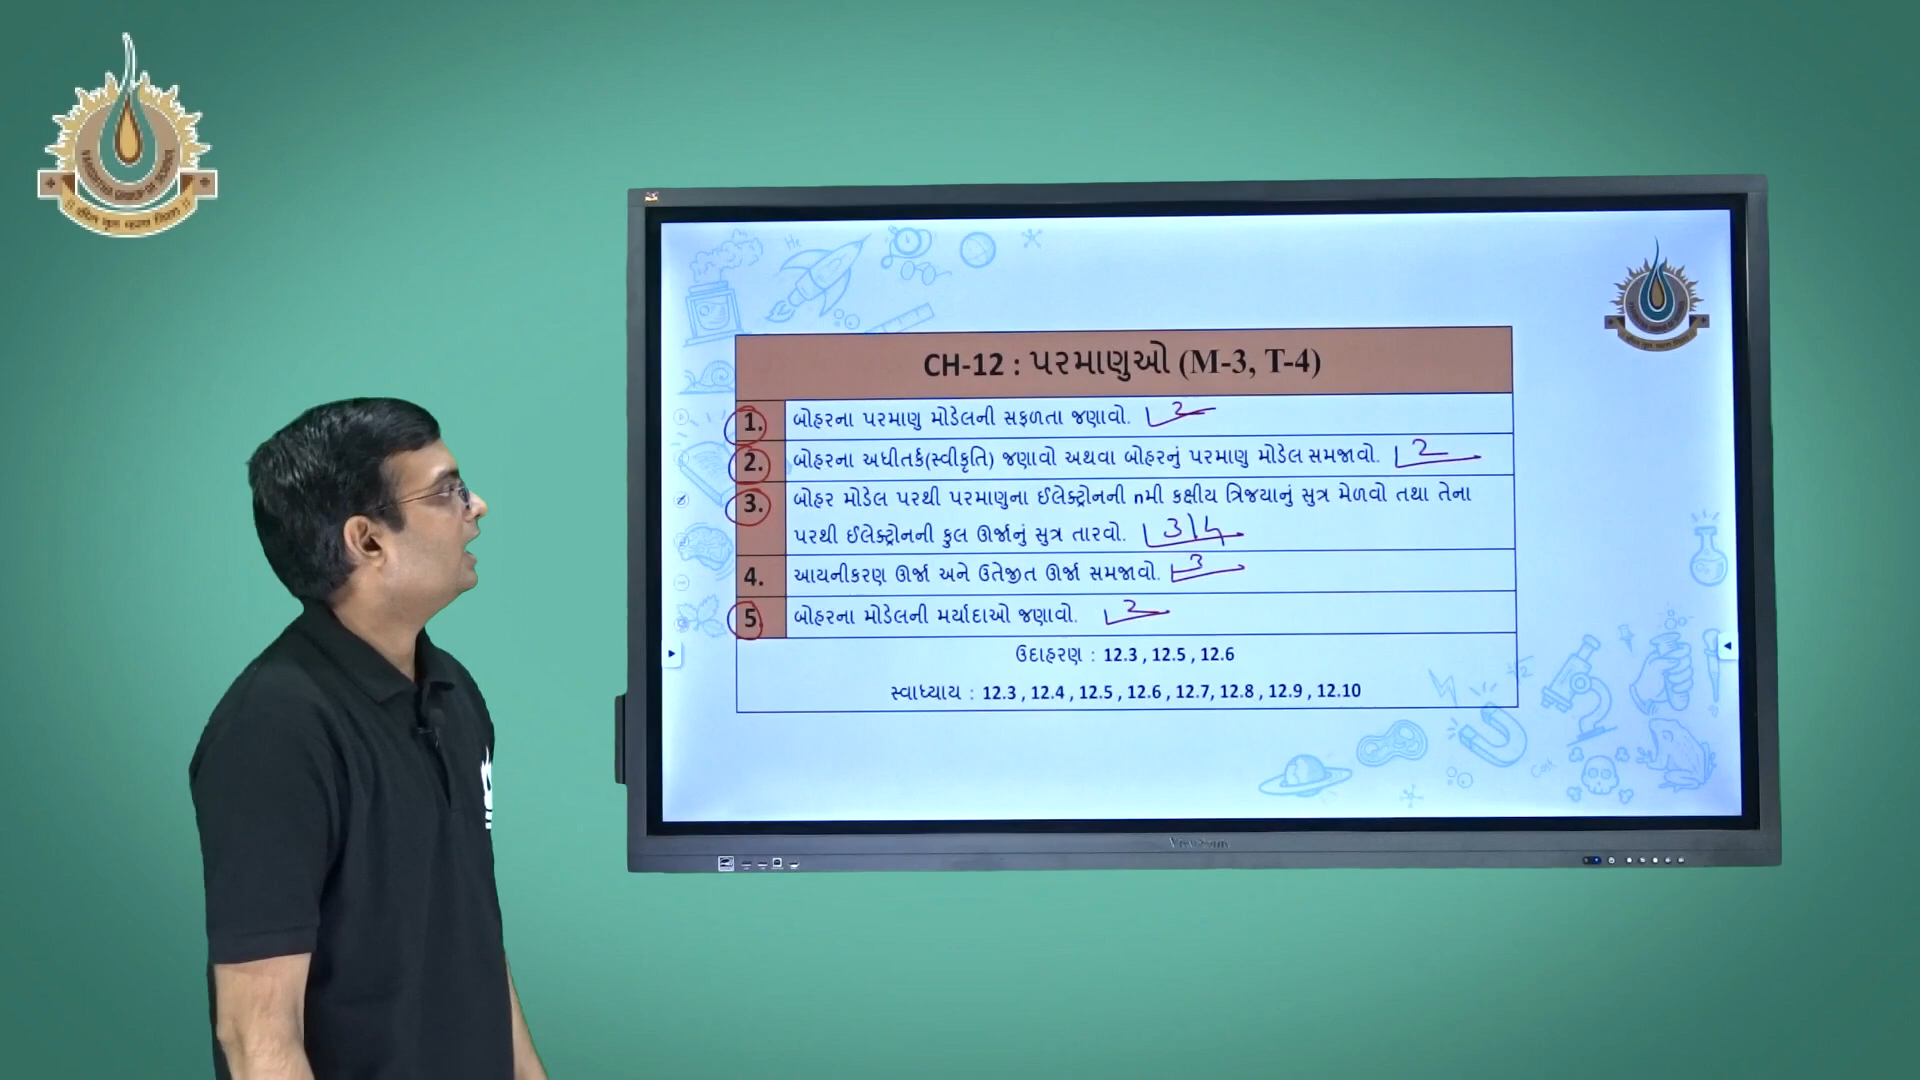 CH-12 : પરમાણુઓ (M-3, T-4)
1. બોહરના પરમાણુ મોડેલની સફળતા જણાવો. 2
2. બોહરના અધીતર્ક(સ્વીકૃતિ) જણાવો અથવા બોહરનું પરમાણુ મોડેલ સમજાવો. 2
3. બોહર મોડેલ પરથી પરમાણુના ઈલેક્ટ્રોનની nમી કક્ષીય ત્રિજયાનું સુત્ર મેળવો તથા તેના
પરથી ઈલેક્ટ્રોનની કુલ ઊર્જાનું સુત્ર તારવો. 3/4
4. આયનીકરણ ઊર્જા અને ઉતેજીત ઊર્જા સમજાવો. 3
5. બોહરના મોડેલની મર્યાદાઓ જણાવો. 2
ઉદાહરણ : 12.3 , 12.5 , 12.6
સ્વાધ્યાય : 12.3 , 12.4 , 12.5 , 12.6 , 12.7, 12.8 , 12.9 , 12.10
ViewSonic